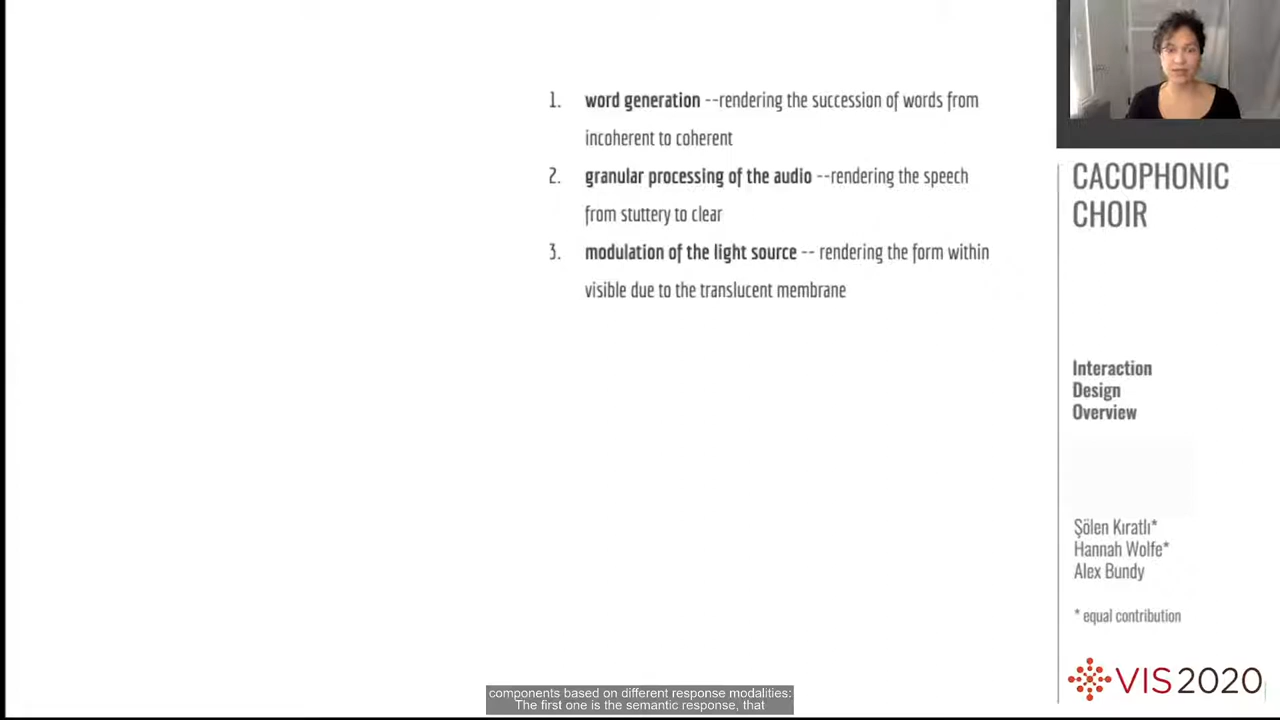 1. word generation --rendering the succession of words from
incoherent to coherent
2. granular processing of the audio --rendering the speech
from stuttery to clear
3. modulation of the light source -- rendering the form within
visible due to the translucent membrane
CACOPHONIC
CHOIR
Interaction
Design
Overview
Şölen Kıratlı*
Hannah Wolfe*
Alex Bundy
* equal contribution
VIS2020
components based on different response modalities:
The first one is the semantic response, that